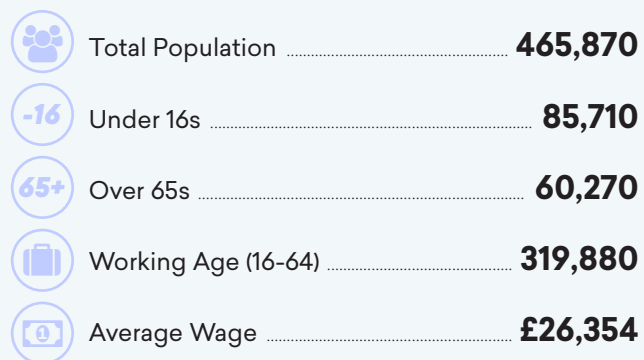 Total Population 465,870
-16 Under 16s 85,710
65+ Over 65s 60,270
Working Age (16-64) 319,880
1 Average Wage £26,354